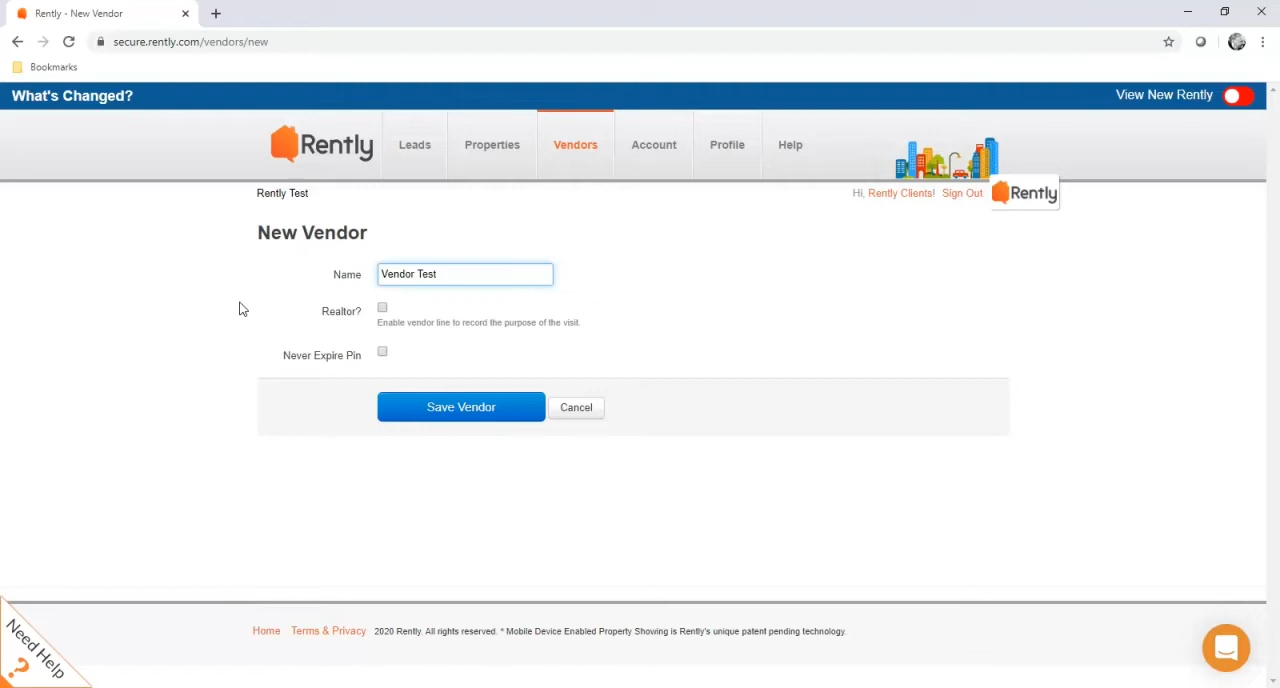 Rently - New Vendor
secure.rently.com/vendors/new
Bookmarks
What's Changed?
View New Rently
Rently
Leads
Properties
Vendors
Account
Profile
Help
Rently Test
Hi, Rently Clients! Sign Out
Rently
New Vendor
Name
Vendor Test
Realtor?
Enable vendor line to record the purpose of the visit.
Never Expire Pin
Save Vendor
Cancel
Need Help
?
Home Terms & Privacy 2020 Rently. All rights reserved. * Mobile Device Enabled Property Showing is Rently's unique patent pending technology.